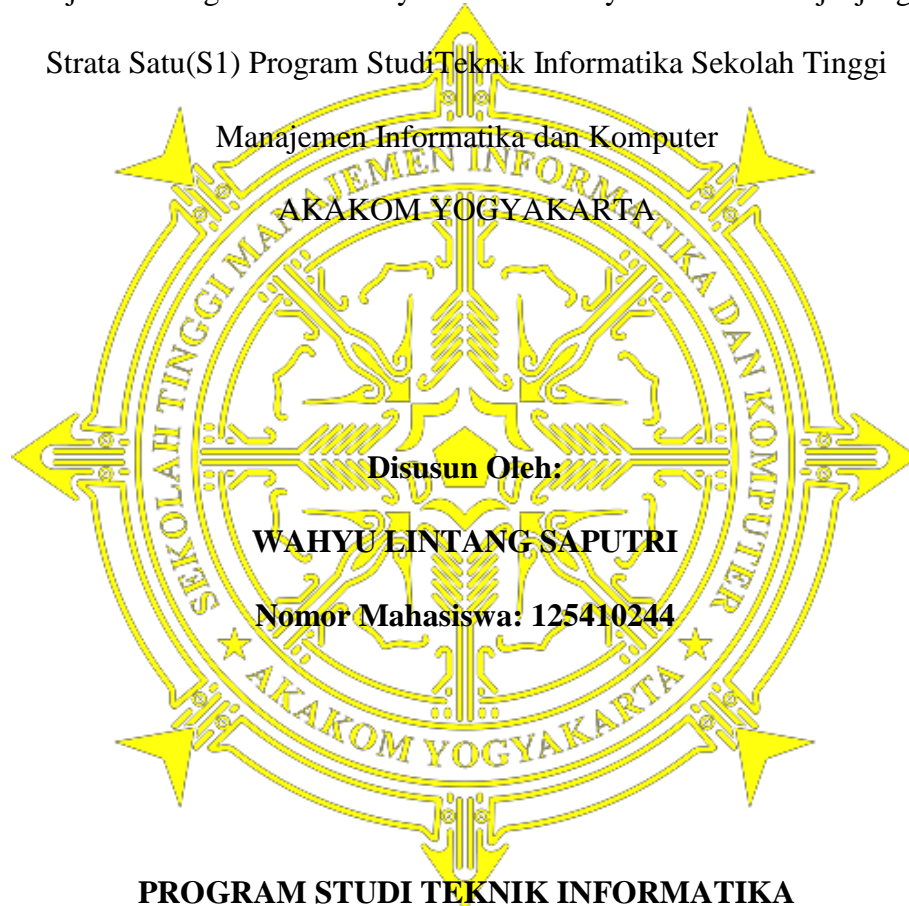 Strata Satu(S1) Program StudiTeknik Informatika Sekolah Tinggi
Manajemen Informatika dan Komputer
AKAKOM YOGYAKARTA
SEKOLAH TINGGI MANAJEMEN INFORMATIKA DAN KOMPUTER
★ AKAKOM YOGYAKARTA ★
Disusun Oleh:
WAHYU LINTANG SAPUTRI
Nomor Mahasiswa: 125410244
PROGRAM STUDI TEKNIK INFORMATIKA